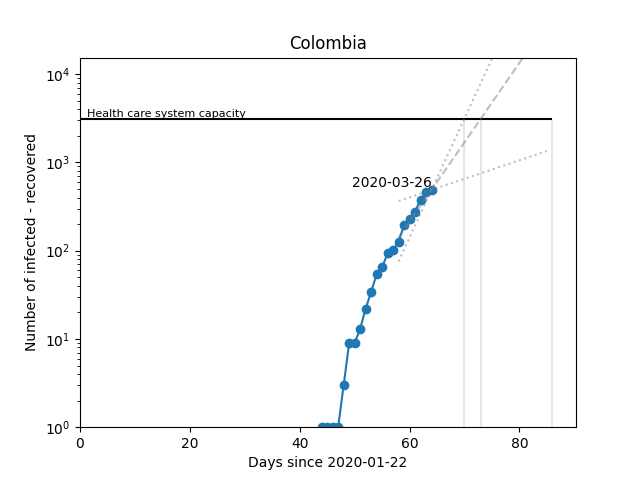 Colombia
Number of infected - recovered
10^4
10^3
10^2
10^1
10^0
Health care system capacity
2020-03-26
0 20 40 60 80
Days since 2020-01-22